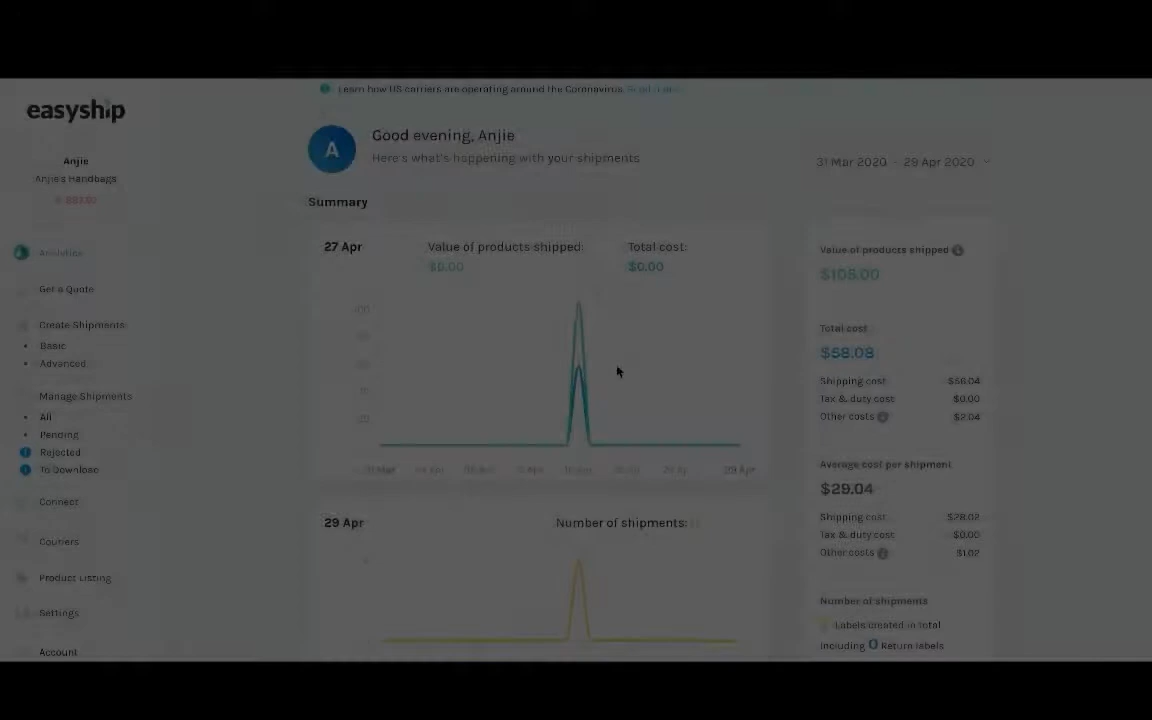 Learn how US carriers are operating around the Coronavirus.
easyship
A
Good evening, Anjie
Here's what's happening with your shipments
31 Mar 2020 - 29 Apr 2020
Anjie
Anjie's Handbags
Summary
27 Apr
Value of products shipped:
$0.00
Total cost:
$0.00
Value of products shipped
$105.00
Analytics
Get a Quote
Create Shipments
Basic
Advanced
Manage Shipments
All
Pending
Rejected
To Download
Connect
Couriers
Product Listing
Settings
Account
31 Mar
29 Apr
Total cost
$58.08
Shipping cost
$56.04
Tax & duty cost
$0.00
Other costs
$2.04
Average cost per shipment
$29.04
Shipping cost
$28.02
Tax & duty cost
$0.00
Other costs
$1.02
29 Apr
Number of shipments:
Number of shipments
Labels created in total
Including 0 Return labels